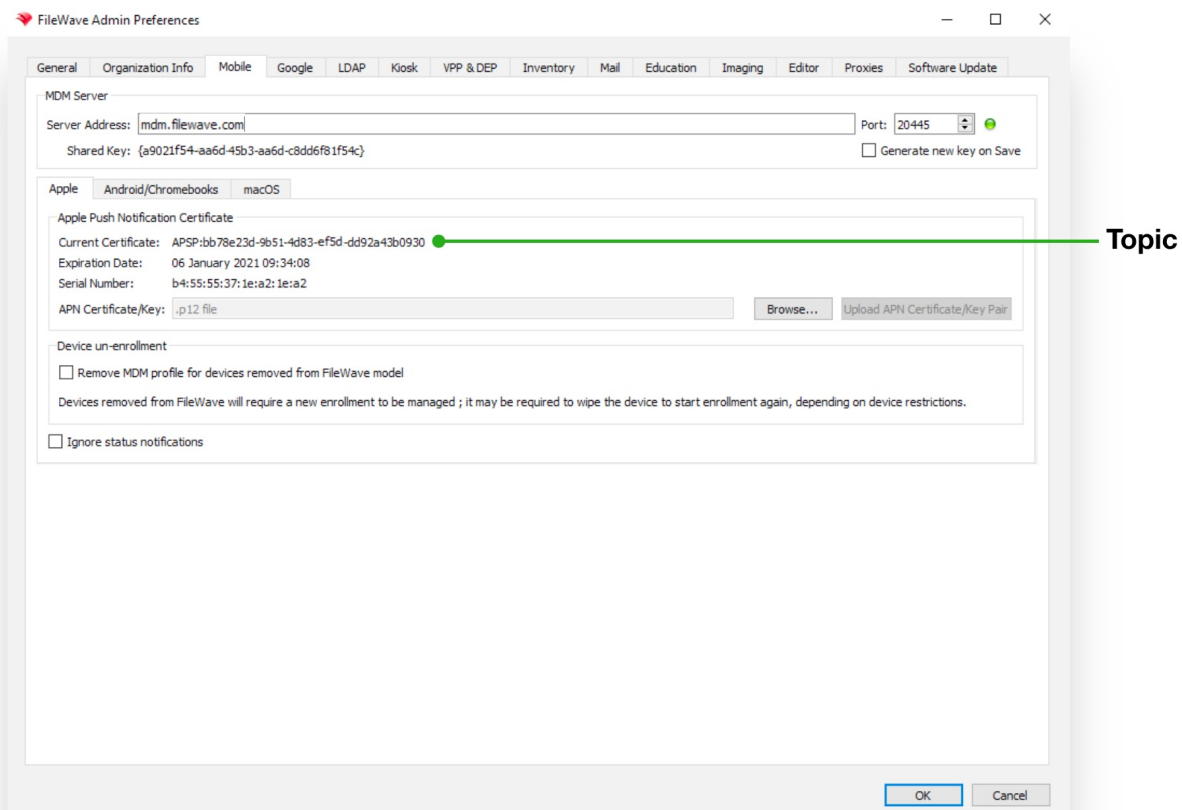 FileWave Admin Preferences
General Organization Info Mobile Google LDAP Kiosk VPP & DEP Inventory Mail Education Imaging Editor Proxies Software Update
MDM Server
Server Address: mdm.filewave.com Port: 20445
Shared Key: {a9021f54-aa6d-45b3-aa6d-c8dd6f81f54c} Generate new key on Save
Apple Android/Chromebooks macOS
Apple Push Notification Certificate
Current Certificate: APSP:bb78e23d-9b51-4d83-ef5d-dd92a43b0930 Topic
Expiration Date: 06 January 2021 09:34:08
Serial Number: b4:55:55:37:1e:a2:1e:a2
APN Certificate/Key: .p12 file Browse... Upload APN Certificate/Key Pair
Device un-enrollment
Remove MDM profile for devices removed from FileWave model
Devices removed from FileWave will require a new enrollment to be managed ; it may be required to wipe the device to start enrollment again, depending on device restrictions.
Ignore status notifications
OK Cancel